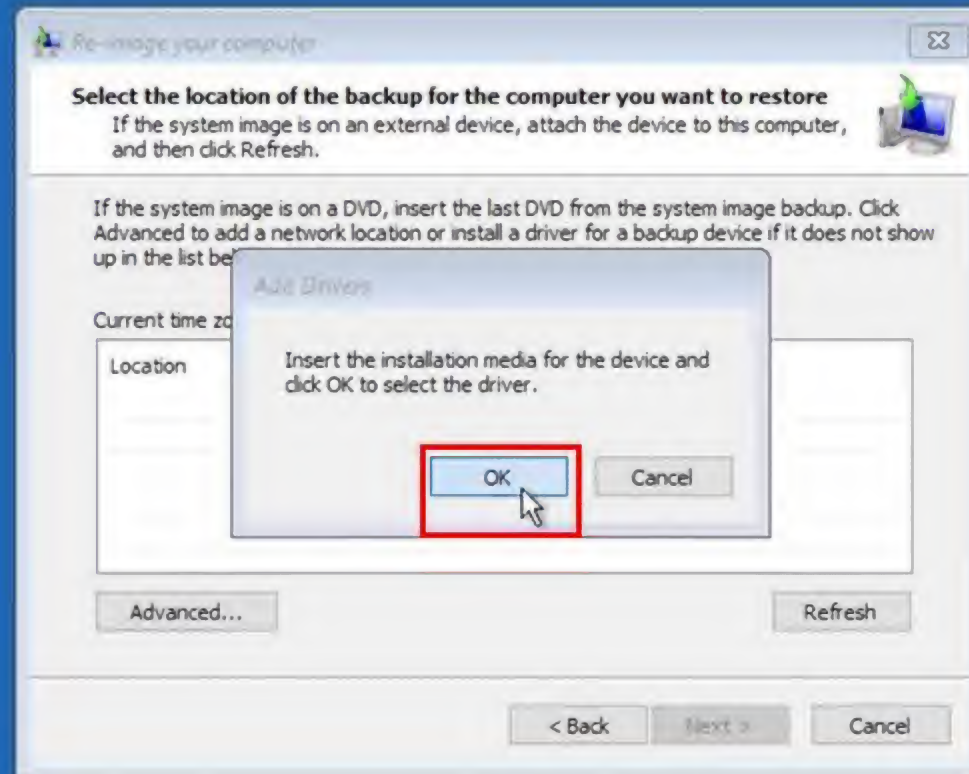 Re-image your computer
Select the location of the backup for the computer you want to restore
If the system image is on an external device, attach the device to this computer,
and then click Refresh.
If the system image is on a DVD, insert the last DVD from the system image backup. Click
Advanced to add a network location or install a driver for a backup device if it does not show
up in the list be
Add Drivers
Current time zo
Location
Insert the installation media for the device and
click OK to select the driver.
OK Cancel
Advanced... Refresh
< Back Next > Cancel